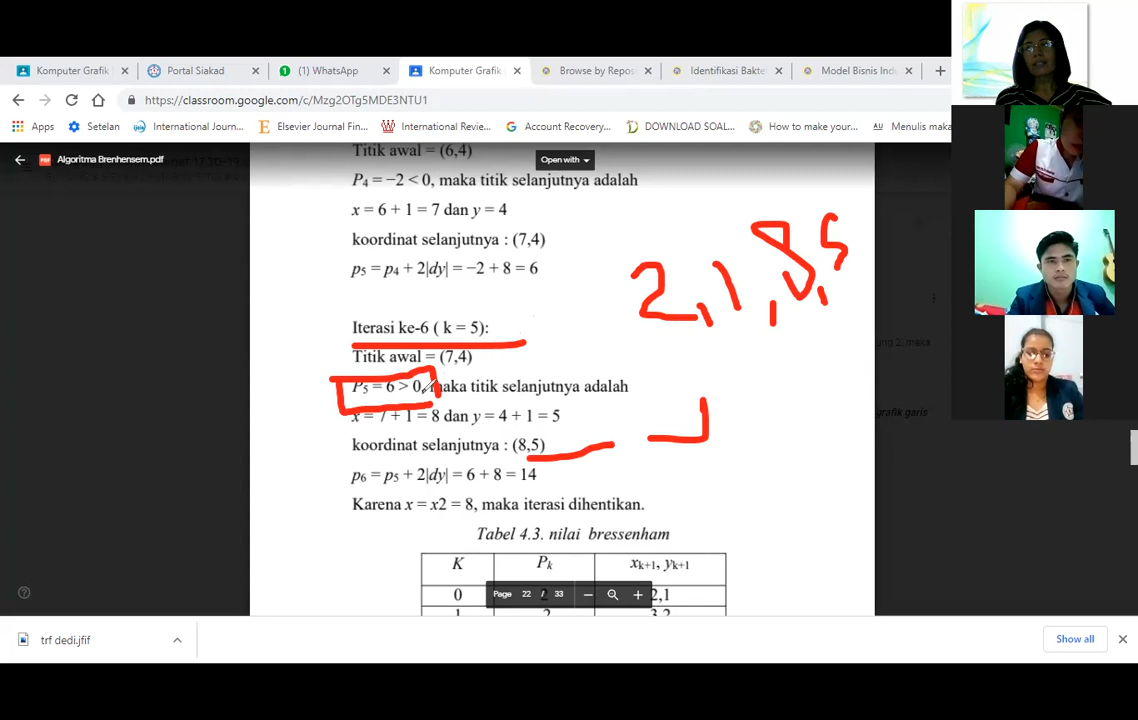 Komputer Grafik
Portal Siakad
(1) WhatsApp
Komputer Grafik
Browse by Repos
Identifikasi Bakte
Model Bisnis Indu
https://classroom.google.com/c/Mzg2OTg5MDE3NTU1
Apps
Setelan
International Journ...
Elsevier Journal Fin...
International Revie...
Account Recovery...
DOWNLOAD SOAL...
How to make your...
Menulis maka
PDF Algoritma Brenhensem.pdf
Open with
Titik awal = (6,4)
P4 = −2 < 0, maka titik selanjutnya adalah
x = 6 + 1 = 7 dan y = 4
koordinat selanjutnya : (7,4)
p5 = p4 + 2|dy| = −2 + 8 = 6
2,1,8,5
Iterasi ke-6 ( k = 5):
Titik awal = (7,4)
P5 = 6 > 0, maka titik selanjutnya adalah
x = 7 + 1 = 8 dan y = 4 + 1 = 5
koordinat selanjutnya : (8,5)
p6 = p5 + 2|dy| = 6 + 8 = 14
Karena x = x2 = 8, maka iterasi dihentikan.
Tabel 4.3. nilai bressenham
K Pk xk+1, yk+1
0 2 2,1
Page 22 / 33
1 2 3,2
trf dedi.jfif
Show all